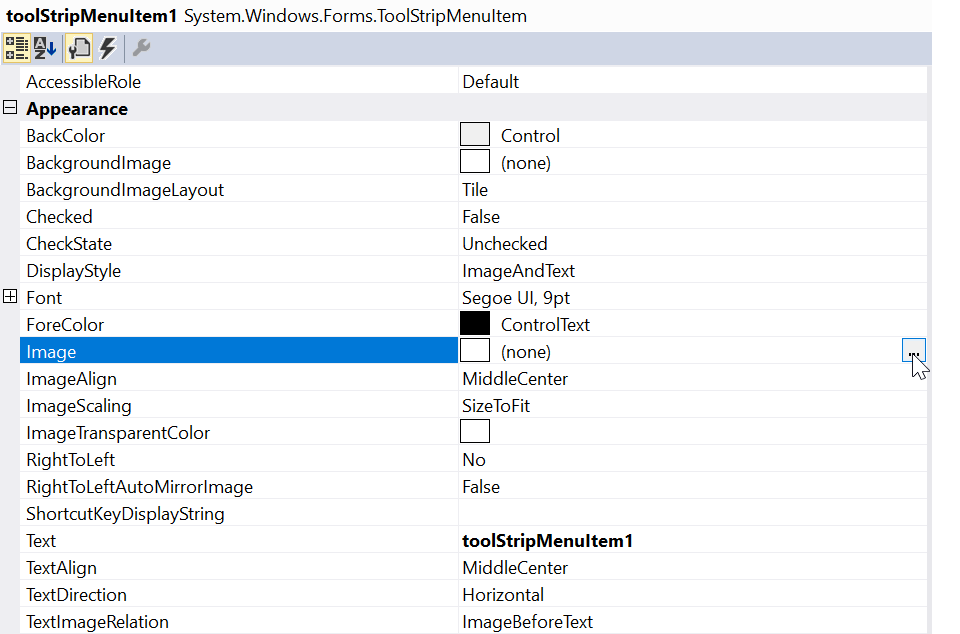 toolStripMenuItem1 System.Windows.Forms.ToolStripMenuItem
AccessibleRole Default
Appearance
BackColor Control
BackgroundImage (none)
BackgroundImageLayout Tile
Checked False
CheckState Unchecked
DisplayStyle ImageAndText
Font Segoe UI, 9pt
ForeColor ControlText
Image (none) ...
ImageAlign MiddleCenter
ImageScaling SizeToFit
ImageTransparentColor
RightToLeft No
RightToLeftAutoMirrorImage False
ShortcutKeyDisplayString
Text toolStripMenuItem1
TextAlign MiddleCenter
TextDirection Horizontal
TextImageRelation ImageBeforeText